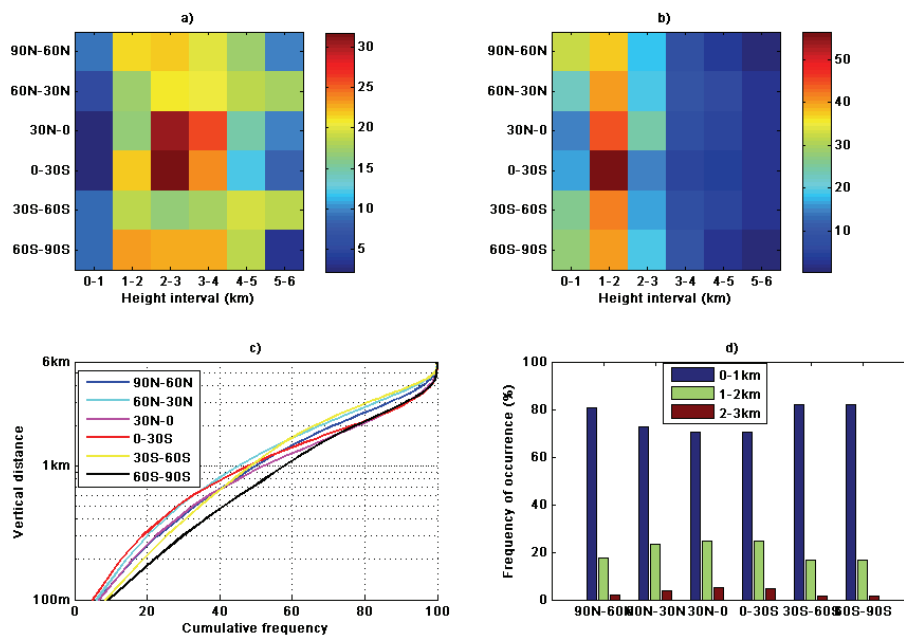 a)
90N-60N
60N-30N
30N-0
0-30S
30S-60S
60S-90S
0-1 1-2 2-3 3-4 4-5 5-6
Height interval (km)
30
25
20
15
10
5
b)
90N-60N
60N-30N
30N-0
0-30S
30S-60S
60S-90S
0-1 1-2 2-3 3-4 4-5 5-6
Height interval (km)
50
40
30
20
10
c)
6km
1km
100m
Vertical distance
90N-60N
60N-30N
30N-0
0-30S
30S-60S
60S-90S
0 20 40 60 80 100
Cumulative frequency
d)
100
80
60
40
20
0
Frequency of occurrence (%)
0-1km
1-2km
2-3km
90N-60N 60N-30N 30N-0 0-30S 30S-60S 60S-90S